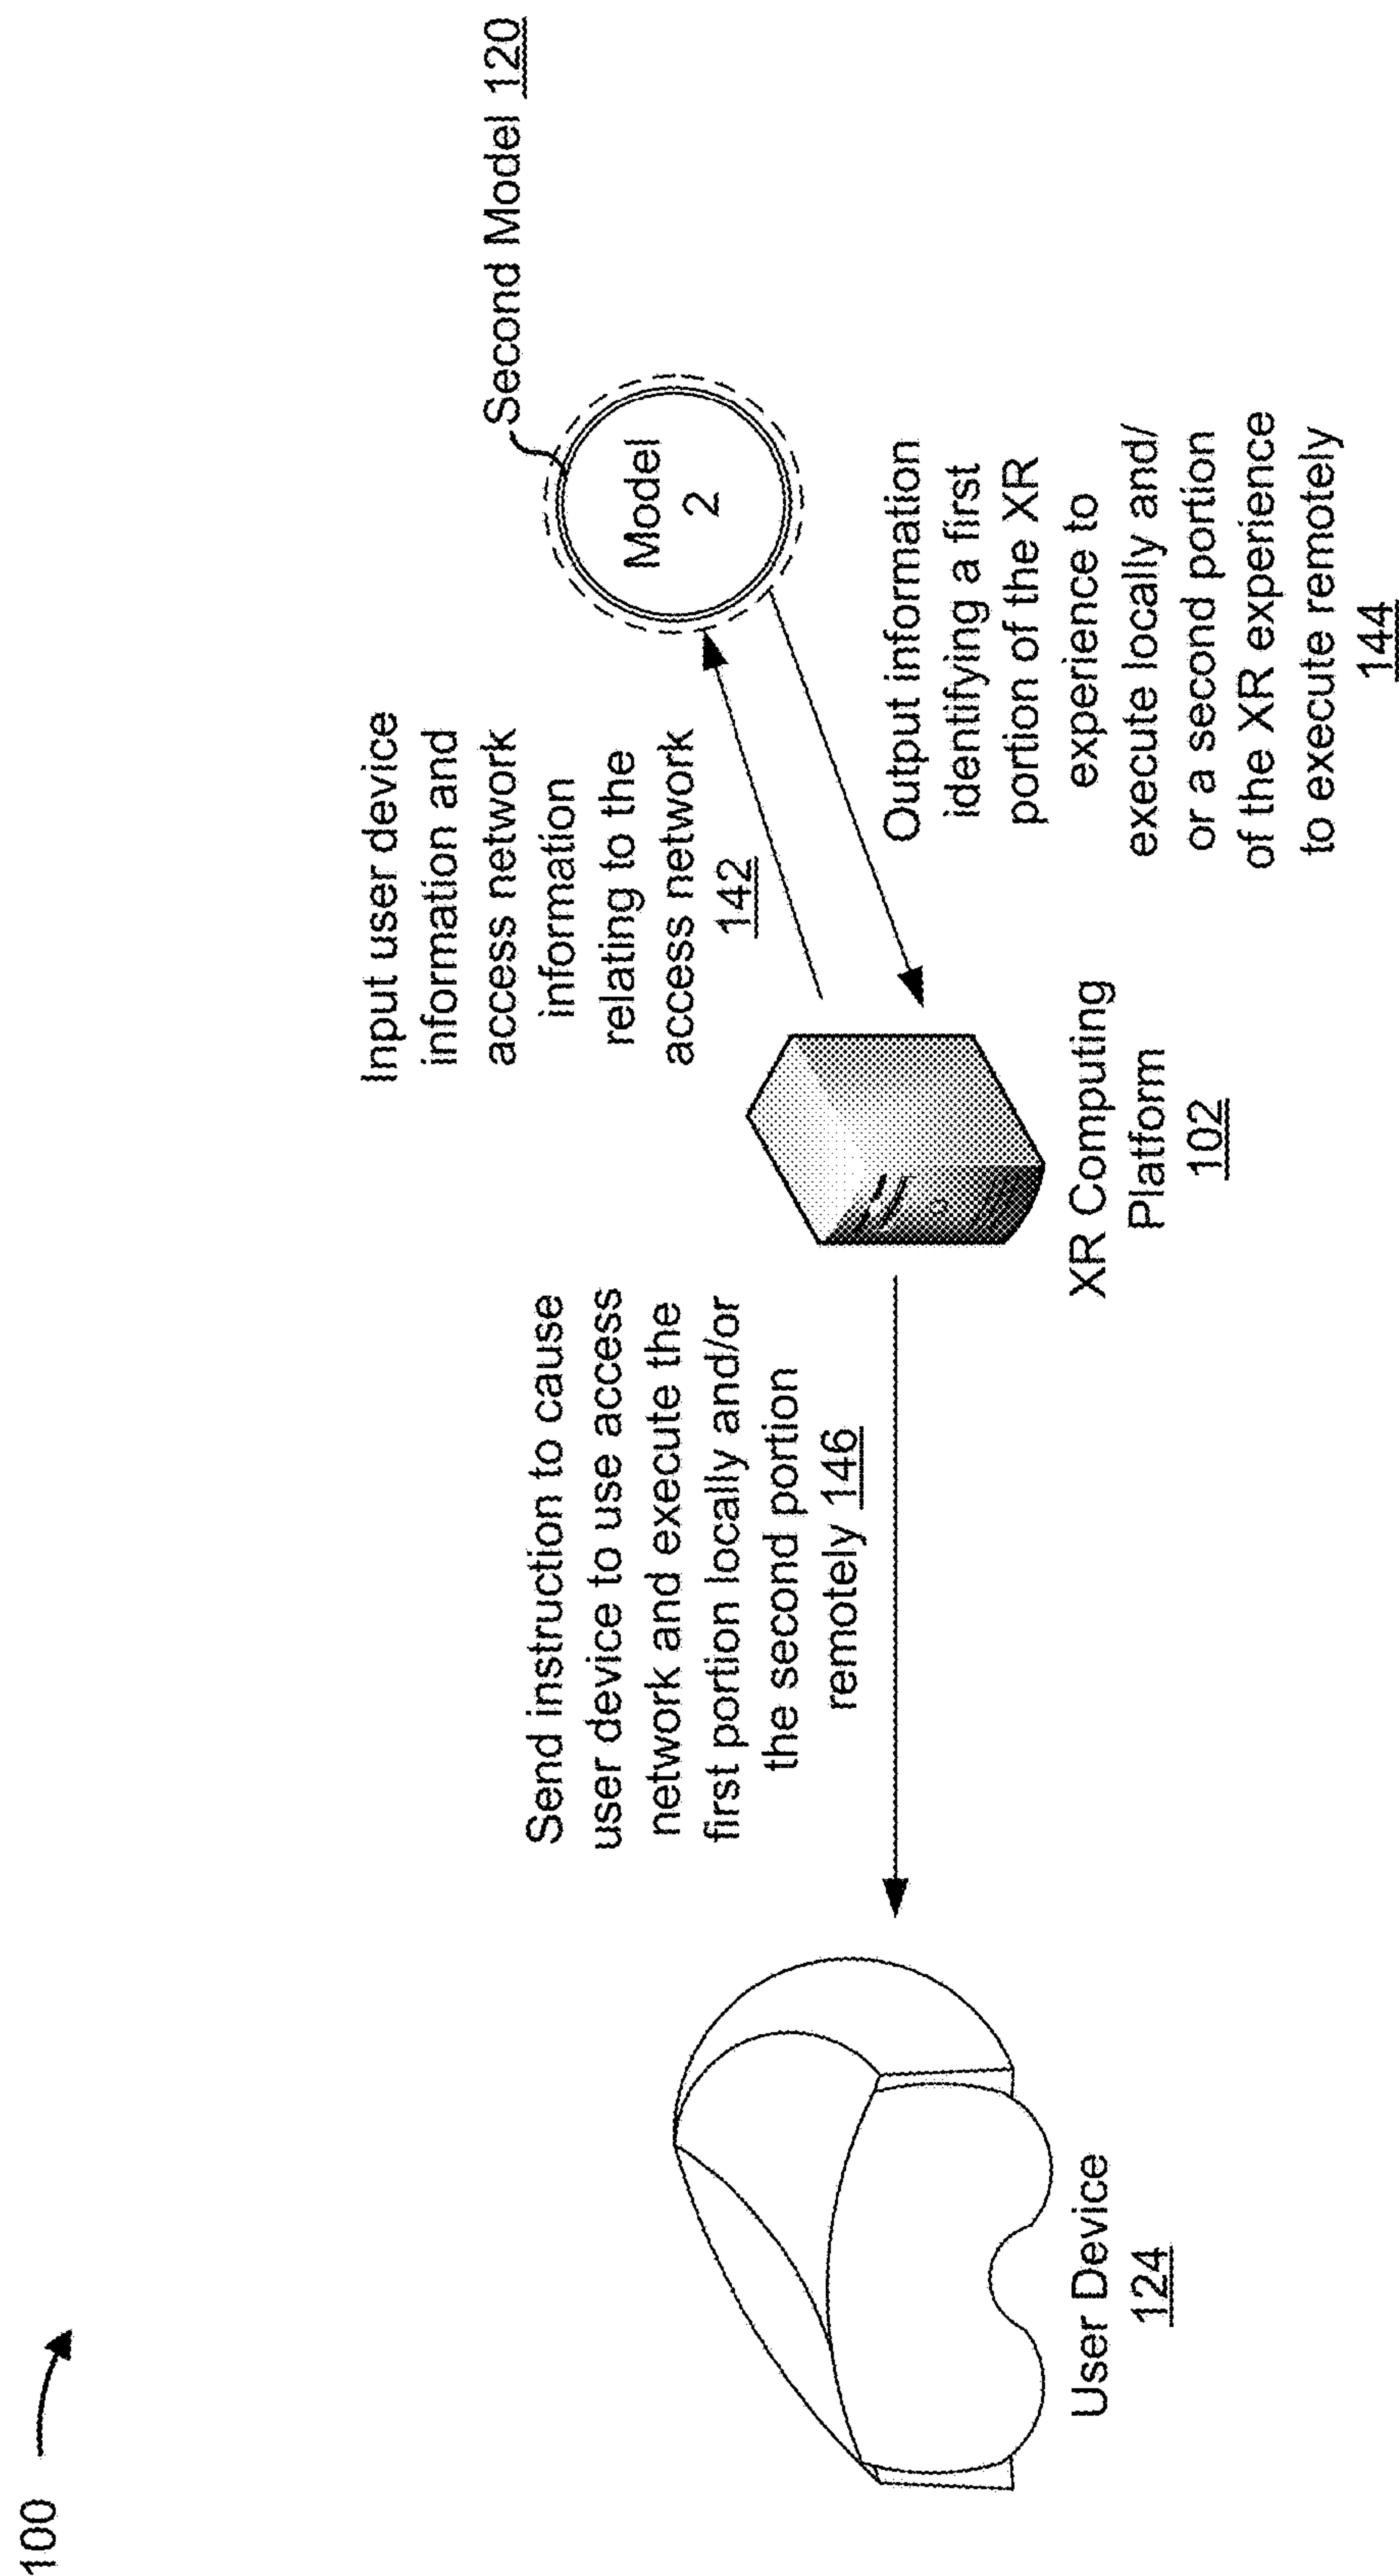 100
Second Model 120
Input user device
information and
access network
information
relating to the
access network
142
Model
2
Send instruction to cause
user device to use access
network and execute the
first portion locally and/or
the second portion
remotely 146
Output information
identifying a first
portion of the XR
experience to
execute locally and/
or a second portion
of the XR experience
to execute remotely
144
XR Computing
Platform
102
User Device
124